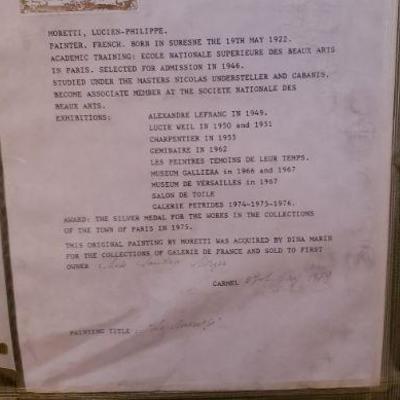 MORETTI, LUCIEN-PHILIPPE.
PAINTER, FRENCH. BORN IN SURESNE THE 19TH MAY 1922.
ACADEMIC TRAINING: ECOLE NATIONALE SUPERIEURE DES BEAUX ARTS
IN PARIS. SELECTED FOR ADMISSION IN 1946.
STUDIED UNDER THE MASTERS NICOLAS UNDERSTELLER AND CABANIS.
BECOME ASSOCIATE MEMBER AT THE SOCIETE NATIONALE DES
BEAUX ARTS.
EXHIBITIONS: ALEXANDRE LEFRANC IN 1949.
LUCIE WEIL IN 1950 and 1951
CHARPENTIER IN 1953
GEMINAIRE IN 1962
LES PEINTRES TEMOINS DE LEUR TEMPS.
MUSEUM GALLIERA in 1966 and 1967
MUSEUM DE VERSAILLES in 1967
SALON DE TOILE
GALERIE PETRIDES 1974-1975-1976.
AWARD: THE SILVER MEDAL FOR THE WORKS IN THE COLLECTIONS
OF THE TOWN OF PARIS IN 1975.
THIS ORIGINAL PAINTING BY MORETTI WAS ACQUIRED BY DINA MARIN
FOR THE COLLECTIONS OF GALERIE DE FRANCE AND SOLD TO FIRST
OWNER
CARMEL
PAINTING TITLE :